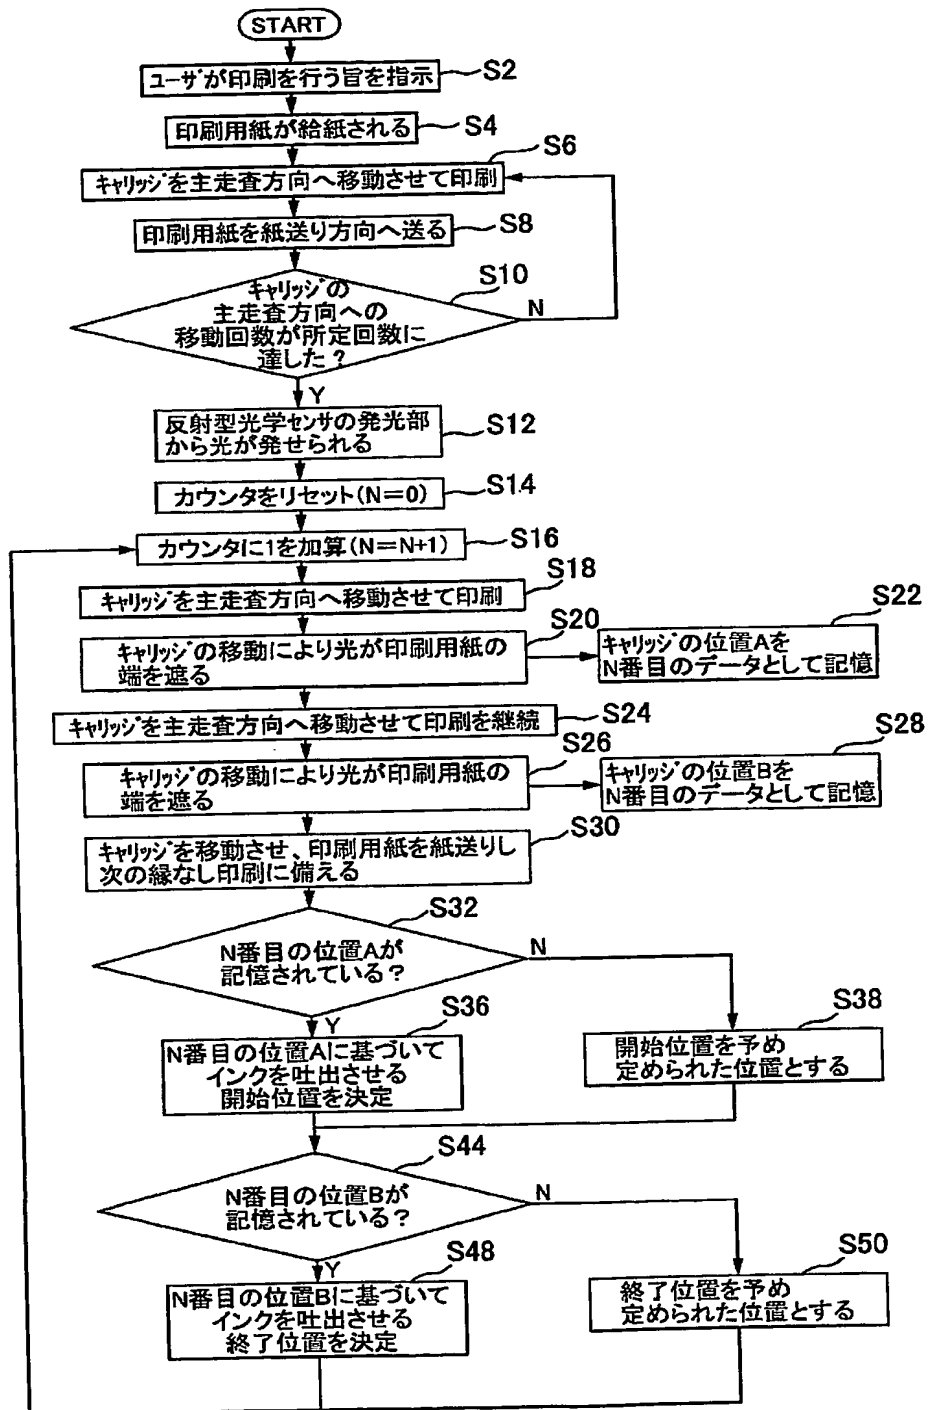 START
ユーザが印刷を行う旨を指示
S2
印刷用紙が給紙される
S4
S6
キャリッジを主走査方向へ移動させて印刷
印刷用紙を紙送り方向へ送る
S8
S10
キャリッジの
主走査方向への
移動回数が所定回数に
達した?
N
Y
反射型光学センサの発光部
から光が発せられる
S12
カウンタをリセット(N=0)
S14
カウンタに1を加算(N=N+1)
S16
S18
キャリッジを主走査方向へ移動させて印刷
S20
キャリッジの移動により光が印刷用紙の
端を遮る
S22
キャリッジの位置Aを
N番目のデータとして記憶
キャリッジを主走査方向へ移動させて印刷を継続
S24
S26
キャリッジの移動により光が印刷用紙の
端を遮る
S28
キャリッジの位置Bを
N番目のデータとして記憶
S30
キャリッジを移動させ、印刷用紙を紙送りし
次の縁なし印刷に備える
S32
N番目の位置Aが
記憶されている?
N
Y
S36
N番目の位置Aに基づいて
インクを吐出させる
開始位置を決定
S38
開始位置を予め
定められた位置とする
S44
N番目の位置Bが
記憶されている?
N
Y
S48
N番目の位置Bに基づいて
インクを吐出させる
終了位置を決定
S50
終了位置を予め
定められた位置とする